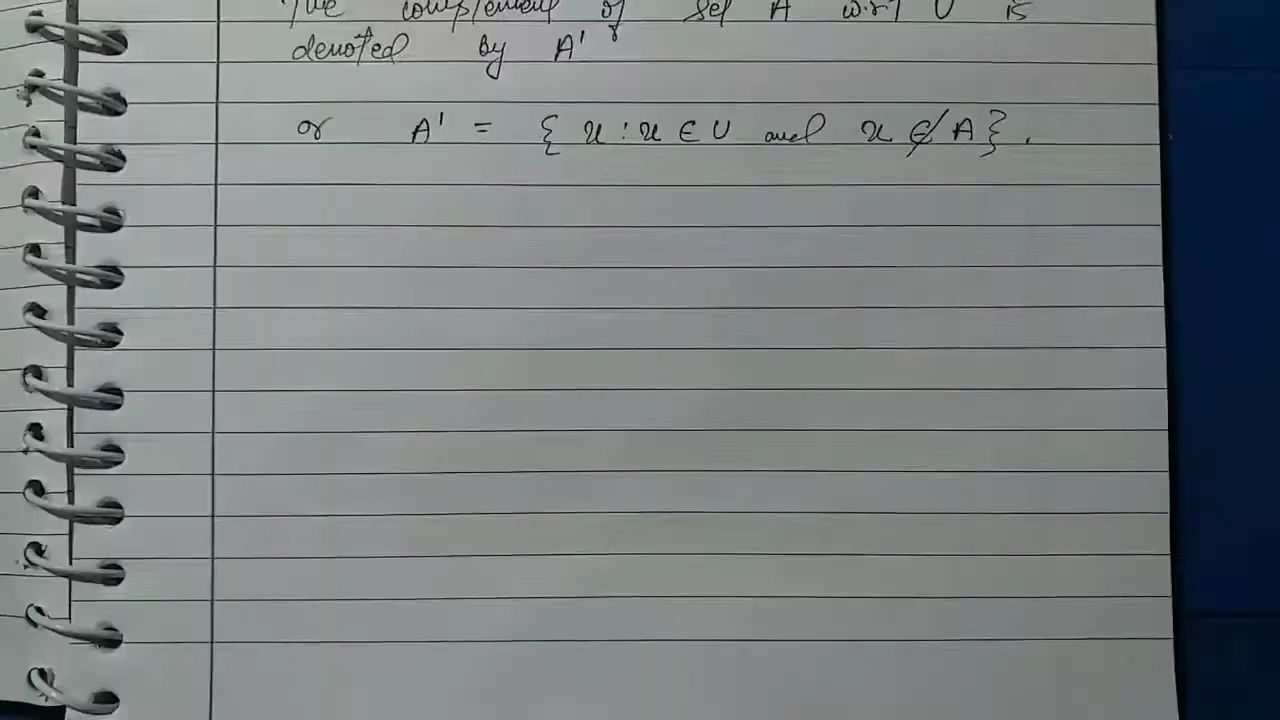 The complement of set A w.r.t U is
denoted by A'
or A' = { x : x ∈ U and x ∉ A } .